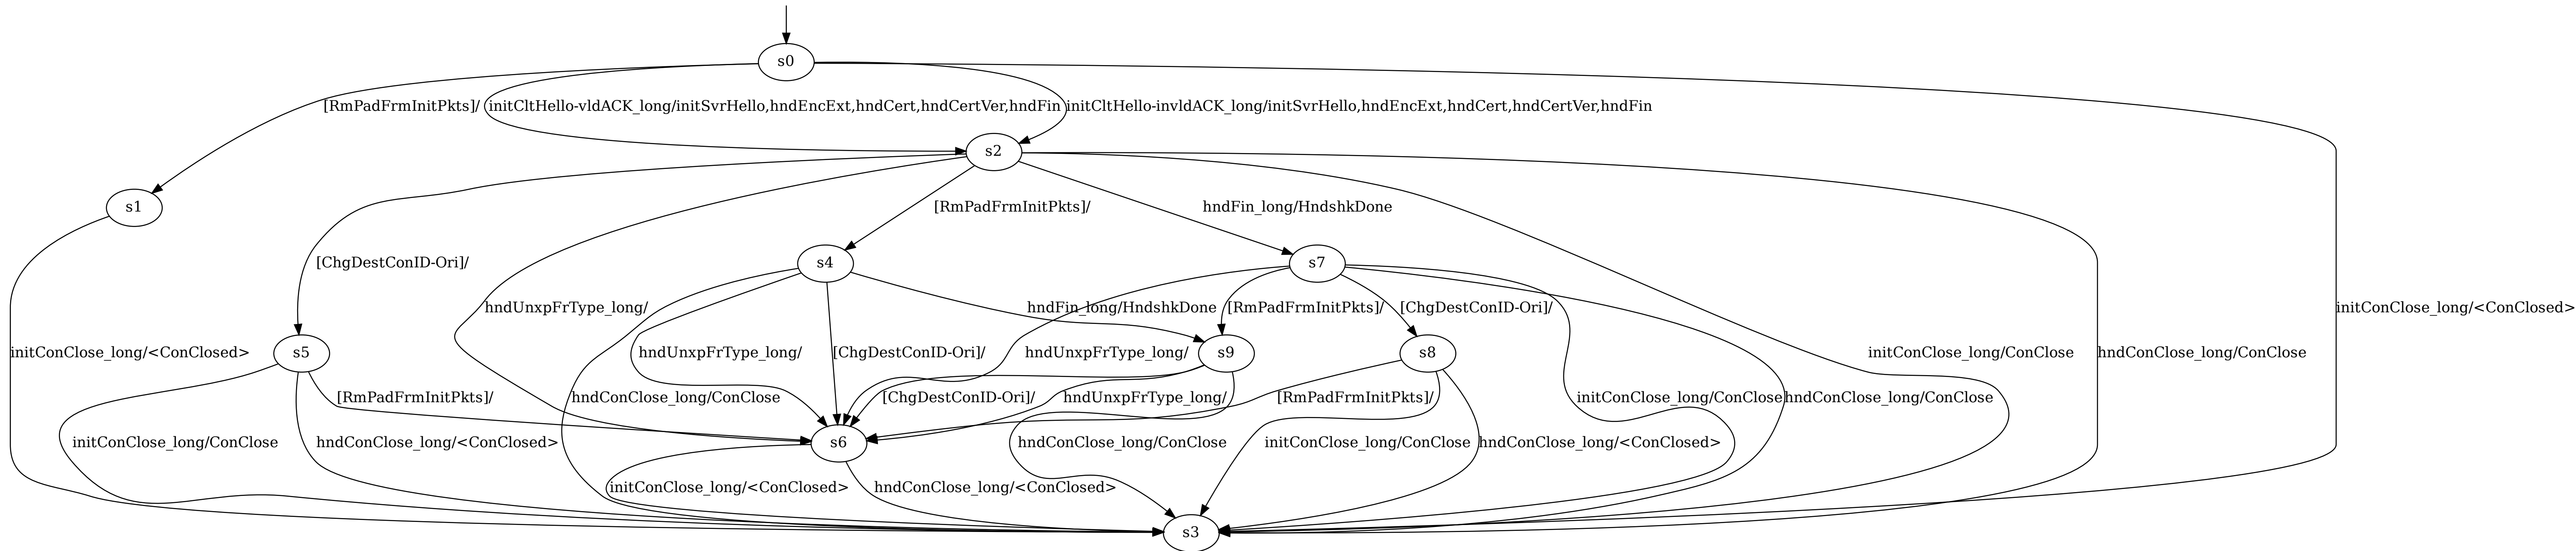 s0
[RmPadFrmInitPkts]/
initCltHello-vldACK_long/initSvrHello,hndEncExt,hndCert,hndCertVer,hndFin
initCltHello-invldACK_long/initSvrHello,hndEncExt,hndCert,hndCertVer,hndFin
s2
s1
[RmPadFrmInitPkts]/
hndFin_long/HndshkDone
[ChgDestConID-Ori]/
s4
s7
hndUnxpFrType_long/
hndFin_long/HndshkDone
[RmPadFrmInitPkts]/
[ChgDestConID-Ori]/
initConClose_long/<ConClosed>
initConClose_long/<ConClosed>
s5
hndUnxpFrType_long/
[ChgDestConID-Ori]/
hndUnxpFrType_long/
s9
s8
initConClose_long/ConClose
hndConClose_long/ConClose
[RmPadFrmInitPkts]/
hndConClose_long/ConClose
[ChgDestConID-Ori]/
hndUnxpFrType_long/
[RmPadFrmInitPkts]/
initConClose_long/ConClose
hndConClose_long/ConClose
initConClose_long/ConClose
hndConClose_long/<ConClosed>
s6
hndConClose_long/ConClose
initConClose_long/ConClose
hndConClose_long/<ConClosed>
initConClose_long/<ConClosed>
hndConClose_long/<ConClosed>
s3